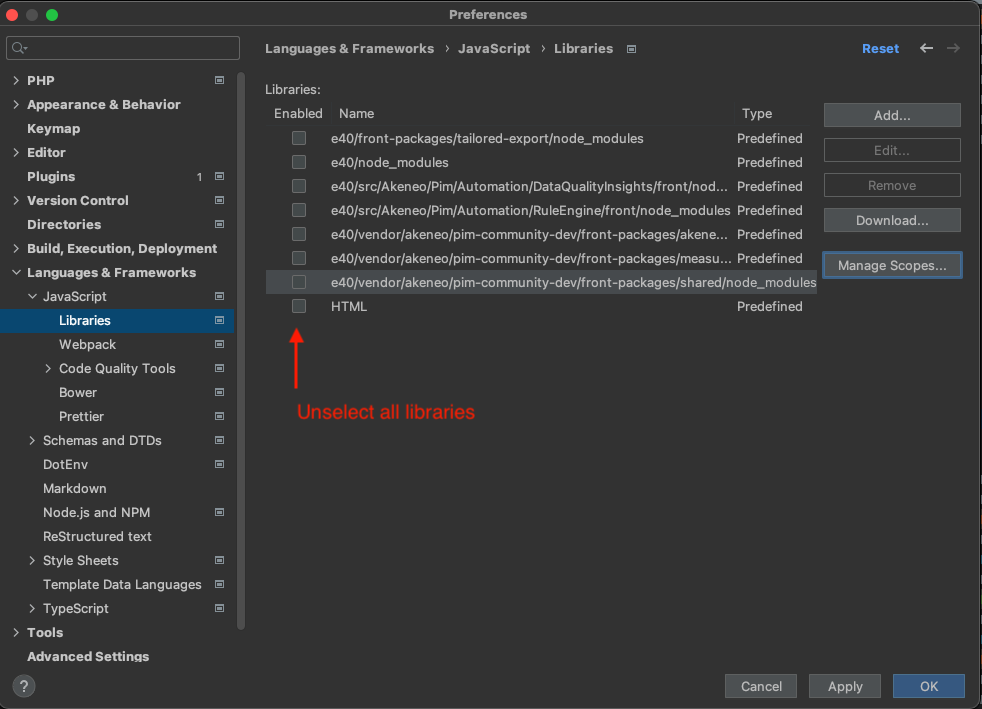 Preferences
Languages & Frameworks › JavaScript › Libraries
Reset
PHP
Appearance & Behavior
Keymap
Editor
Plugins 1
Version Control
Directories
Build, Execution, Deployment
Languages & Frameworks
JavaScript
Libraries
Webpack
Code Quality Tools
Bower
Prettier
Schemas and DTDs
DotEnv
Markdown
Node.js and NPM
ReStructured text
Style Sheets
Template Data Languages
TypeScript
Tools
Advanced Settings
Libraries:
Enabled Name Type
e40/front-packages/tailored-export/node_modules Predefined
e40/node_modules Predefined
e40/src/Akeneo/Pim/Automation/DataQualityInsights/front/nod... Predefined
e40/src/Akeneo/Pim/Automation/RuleEngine/front/node_modules Predefined
e40/vendor/akeneo/pim-community-dev/front-packages/akene... Predefined
e40/vendor/akeneo/pim-community-dev/front-packages/measu... Predefined
e40/vendor/akeneo/pim-community-dev/front-packages/shared/node_modules
HTML Predefined
Unselect all libraries
Add...
Edit...
Remove
Download...
Manage Scopes...
?
Cancel
Apply
OK